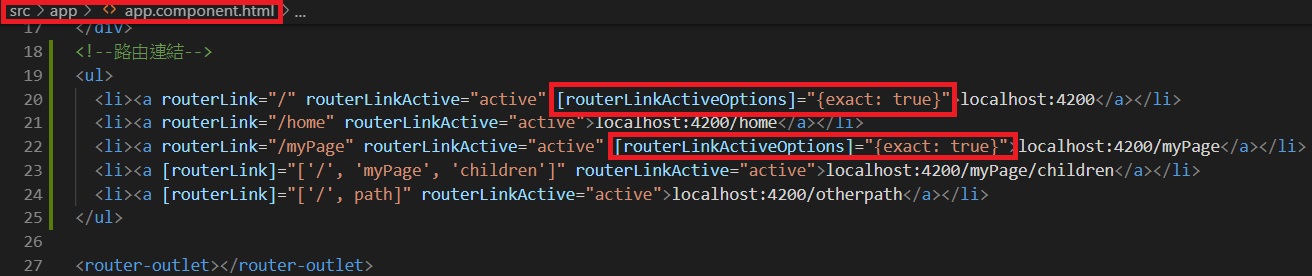 src > app > <> app.component.html > ...
17 </div>
18 <!--路由連結-->
19 <ul>
20 <li><a routerLink="/" routerLinkActive="active" [routerLinkActiveOptions]="{exact: true}">localhost:4200</a></li>
21 <li><a routerLink="/home" routerLinkActive="active">localhost:4200/home</a></li>
22 <li><a routerLink="/myPage" routerLinkActive="active" [routerLinkActiveOptions]="{exact: true}">localhost:4200/myPage</a></li>
23 <li><a [routerLink]="['/', 'myPage', 'children']" routerLinkActive="active">localhost:4200/myPage/children</a></li>
24 <li><a [routerLink]="['/', path]" routerLinkActive="active">localhost:4200/otherpath</a></li>
25 </ul>
26
27 <router-outlet></router-outlet>